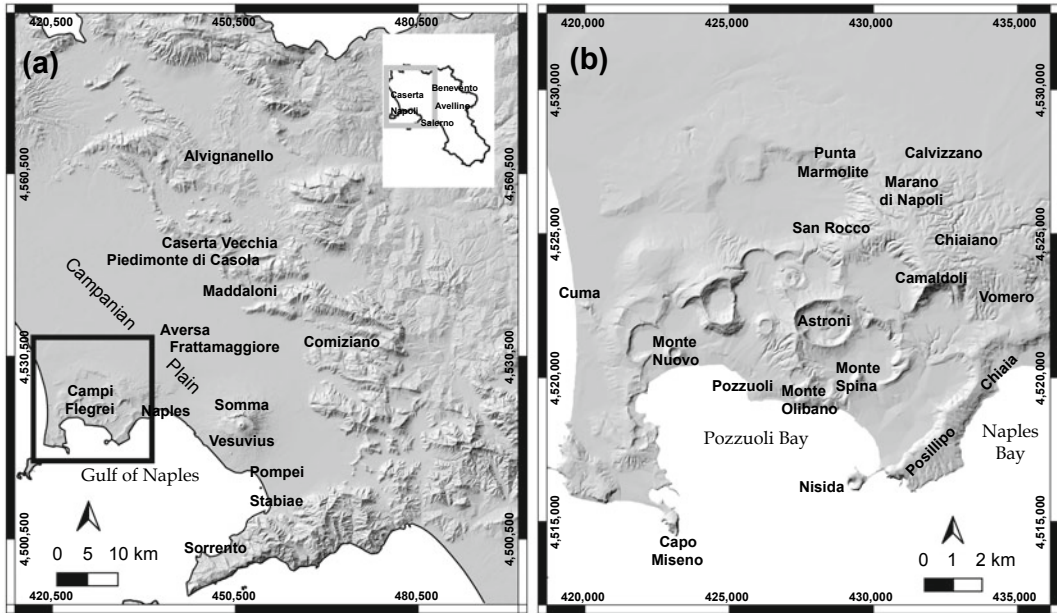 420,500 450,500 480,500
(a)
Caserta
Napoli
Benevento
Avellino
Salerno
4,560,500
4,560,500
Alvignanello
Caserta Vecchia
Piedimonte di Casola
Maddaloni
Campanian
Plain
Aversa
Frattamaggiore
Comiziano
4,530,500
4,530,500
Campi
Flegrei
Naples
Somma
Vesuvius
Gulf of Naples
Pompei
Stabiae
Sorrento
4,500,500
4,500,500
0 5 10 km
420,500 450,500 480,500
420,000 425,000 430,000 435,000
(b)
4,530,000
4,530,000
Punta
Marmolite
Calvizzano
Marano
di Napoli
San Rocco
Chiaiano
4,525,000
4,525,000
Camaldoli
Cuma
Vomero
Astroni
Monte
Nuovo
Monte
Spina
Chiaia
4,520,000
4,520,000
Pozzuoli
Monte
Olibano
Pozzuoli Bay
Posillipo
Naples
Bay
Nisida
4,515,000
4,515,000
Capo
Miseno
0 1 2 km
420,000 425,000 430,000 435,000